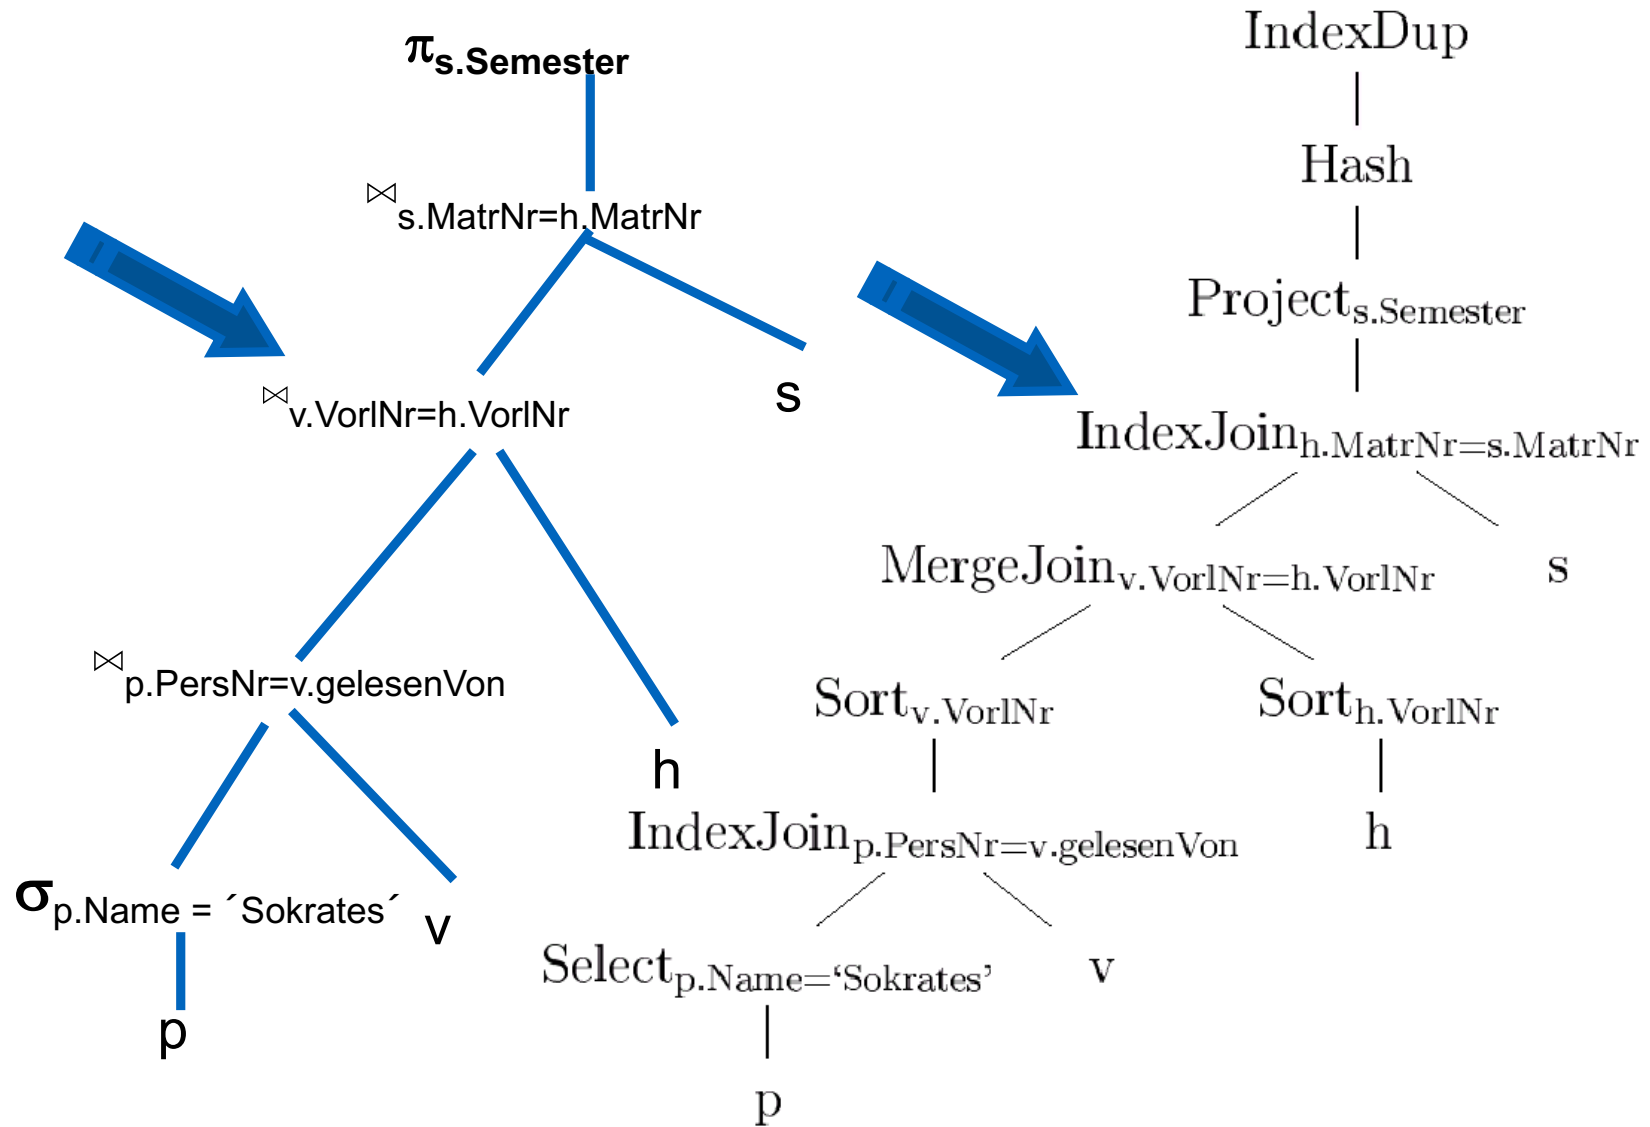 πs.Semester
⋈s.MatrNr=h.MatrNr
⋈v.VorlNr=h.VorlNr
s
⋈p.PersNr=v.gelesenVon
h
σp.Name = ´Sokrates´
v
p
IndexDup
Hash
Projects.Semester
IndexJoinh.MatrNr=s.MatrNr
MergeJoinv.VorlNr=h.VorlNr
s
Sortv.VorlNr
Sorth.VorlNr
IndexJoinp.PersNr=v.gelesenVon
h
Selectp.Name=‘Sokrates’
v
p